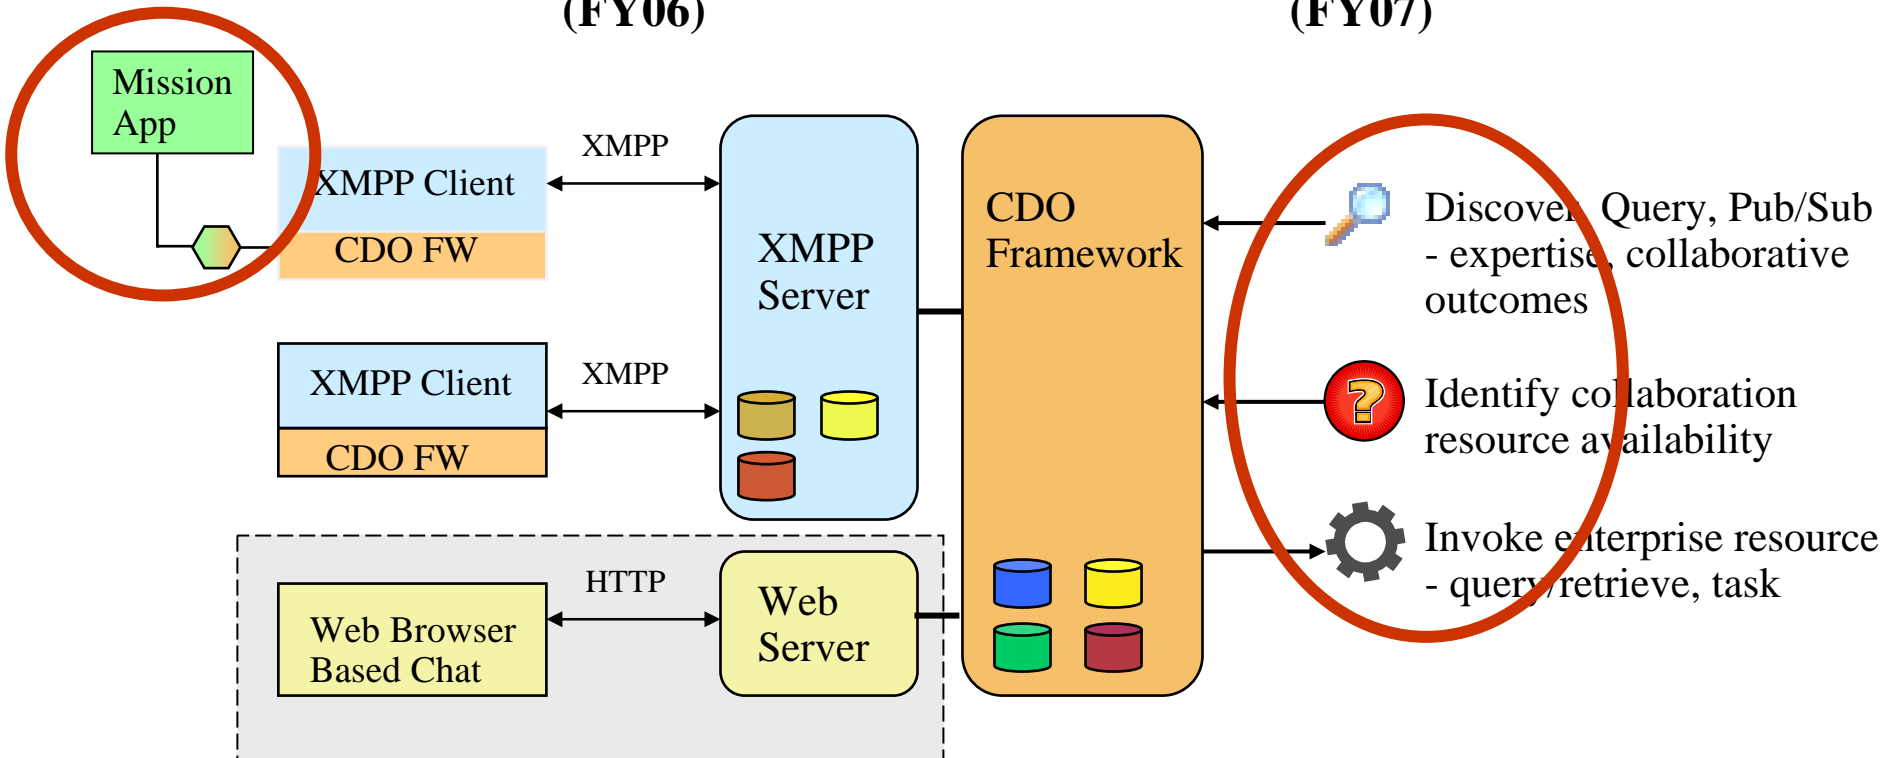 (FY06)
(FY07)
Mission
App
XMPP Client
CDO FW
XMPP
XMPP Client
CDO FW
XMPP
XMPP
Server
CDO
Framework
Discover, Query, Pub/Sub
- expertise, collaborative
outcomes
Identify collaboration
resource availability
Invoke enterprise resource
- query/retrieve, task
Web Browser
Based Chat
HTTP
Web
Server